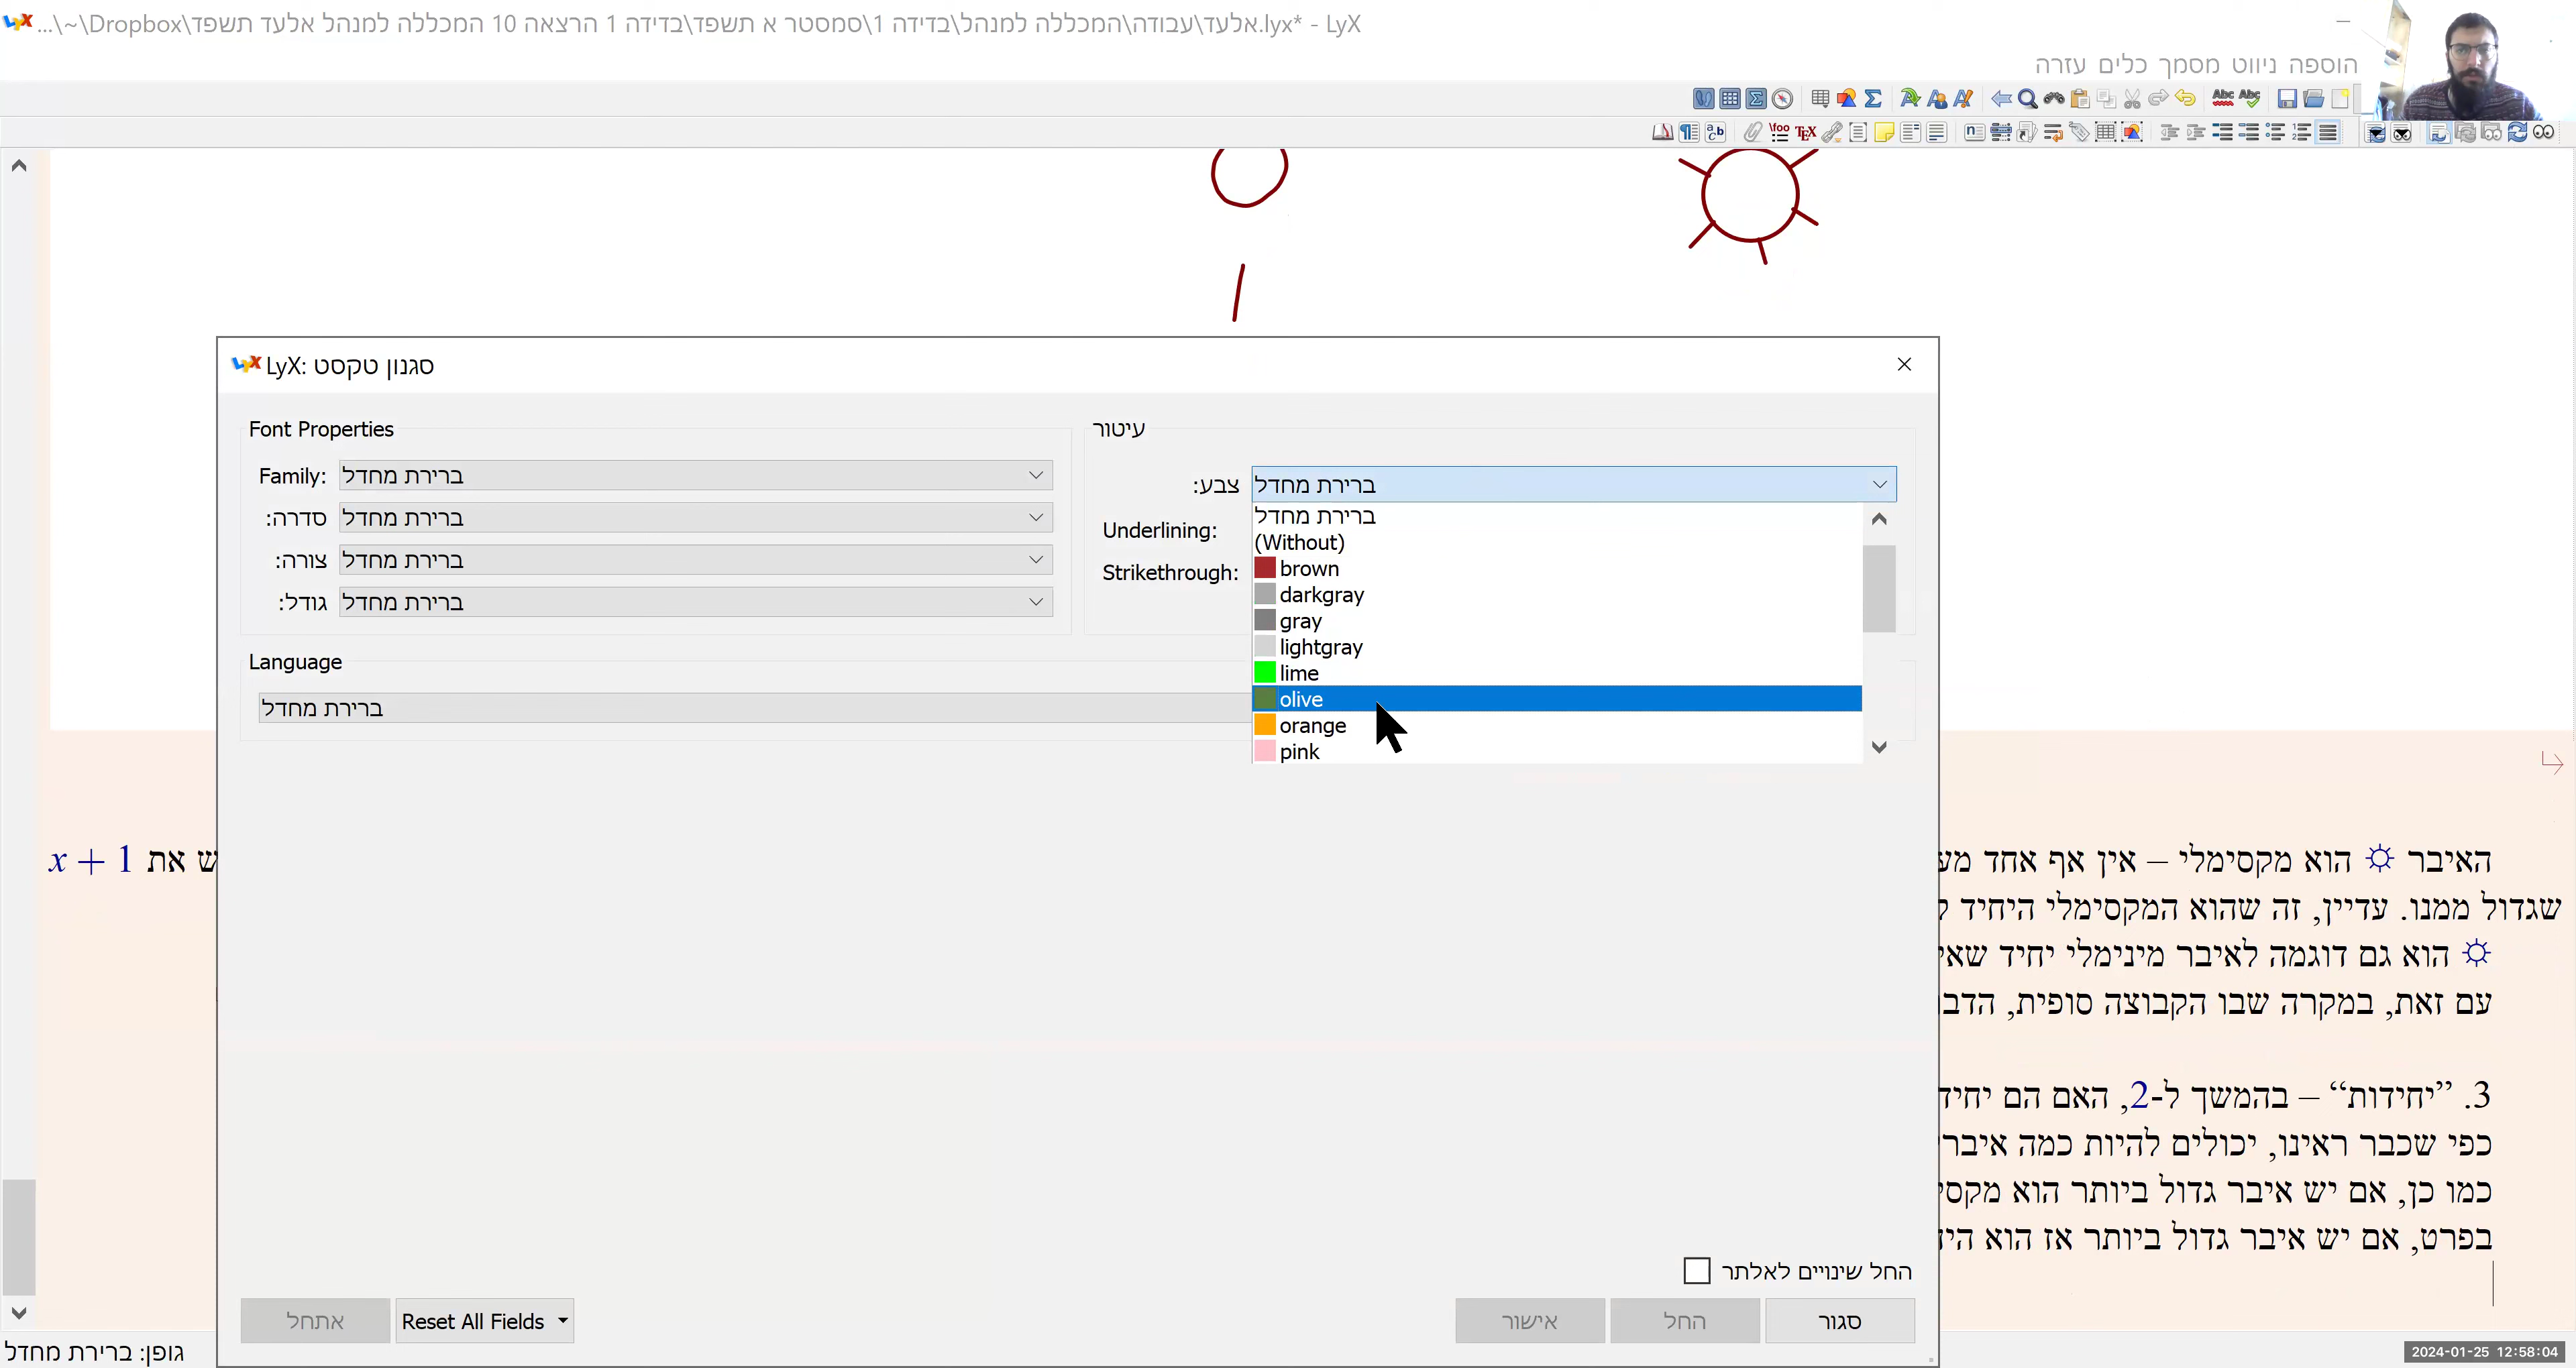 ...\~\Dropbox\אלעד\עבודה\המכללה למנהל\בדידה 1\סמסטר א תשפד\בדידה 1 הרצאה 10 המכללה למנהל אלעד תשפד.lyx* - LyX
הוספה ניווט מסמך כלים עזרה
LyX: סגנון טקסט
Font Properties
Family: ברירת מחדל
סדרה: ברירת מחדל
צורה: ברירת מחדל
גודל: ברירת מחדל
Language
ברירת מחדל
עיטור
צבע: ברירת מחדל
Underlining:
Strikethrough:
ברירת מחדל
(Without)
brown
darkgray
gray
lightgray
lime
olive
orange
pink
האיבר ☼ הוא מקסימלי – אין אף אחד
ש את x + 1
שגדול ממנו. עדיין, זה שהוא המקסימלי היחיד
☼ הוא גם דוגמה לאיבר מינימלי יחיד
עם זאת, במקרה שבו הקבוצה סופית,
3. ”יחידות“ – בהמשך ל-2, האם הם
כפי שכבר ראינו, יכולים להיות כמה
כמו כן, אם יש איבר גדול ביותר הוא
בפרט, אם יש איבר גדול ביותר אז הוא
החל שינויים לאלתר
אתחל
Reset All Fields
אישור
החל
סגור
גופן: ברירת מחדל
2024-01-25 12:58:04